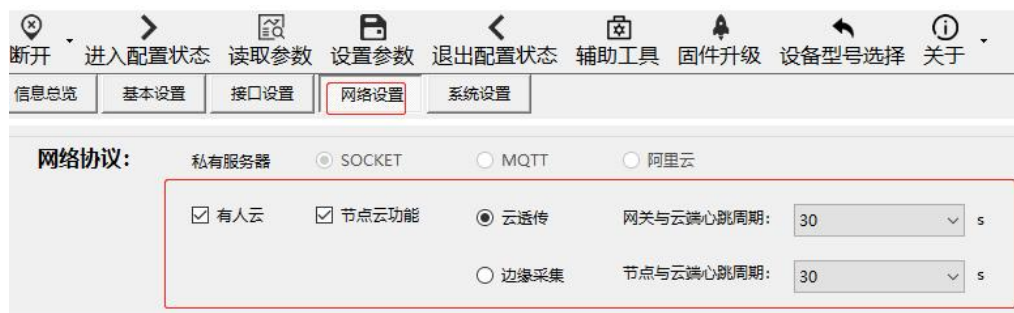 断开 进入配置状态 读取参数 设置参数 退出配置状态 辅助工具 固件升级 设备型号选择 关于
信息总览 基本设置 接口设置 网络设置 系统设置
网络协议： 私有服务器 SOCKET MQTT 阿里云
有人云 节点云功能 云透传 网关与云端心跳周期： 30 s
边缘采集 节点与云端心跳周期： 30 s